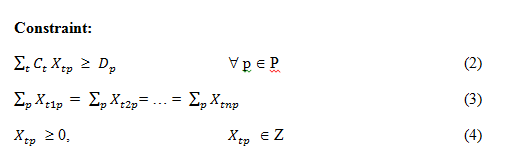 Constraint:
∑ₜ Cₜ Xₜₚ ≥ Dₚ ∀ p ∈ P (2)
∑ₚ Xₜ₁ₚ = ∑ₚ Xₜ₂ₚ= … = ∑ₚ Xₜₙₚ (3)
Xₜₚ ≥ 0, Xₜₚ ∈ Z (4)